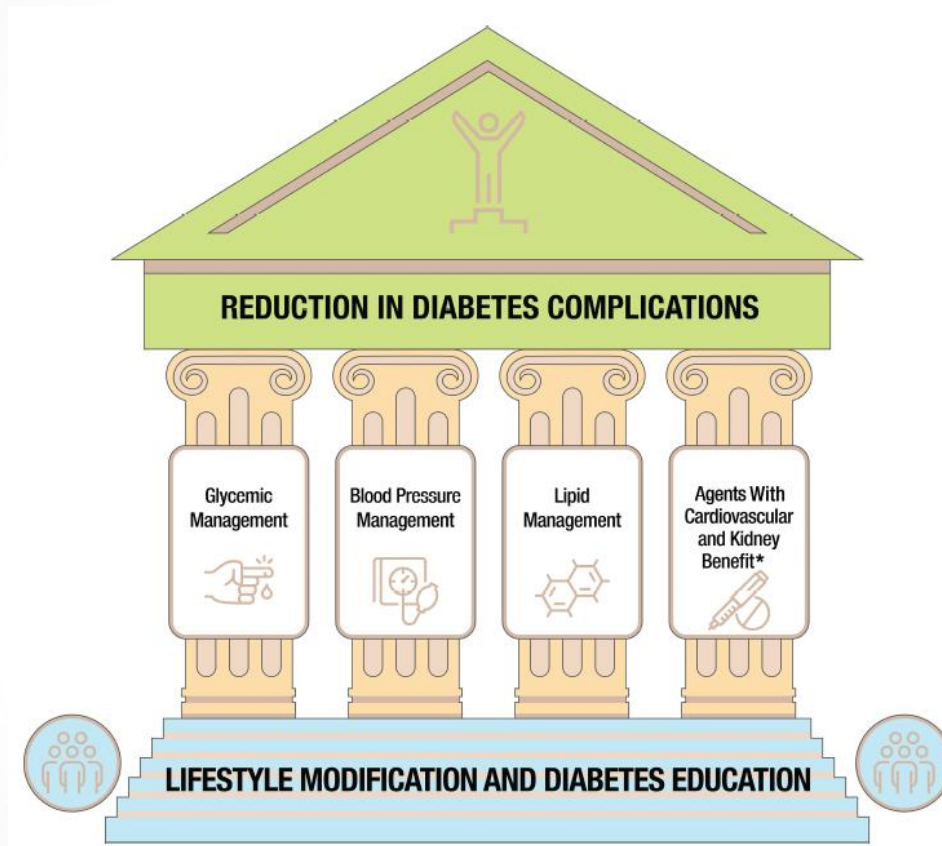 REDUCTION IN DIABETES COMPLICATIONS
Glycemic
Management
Blood Pressure
Management
Lipid
Management
Agents With
Cardiovascular
and Kidney
Benefit*
LIFESTYLE MODIFICATION AND DIABETES EDUCATION